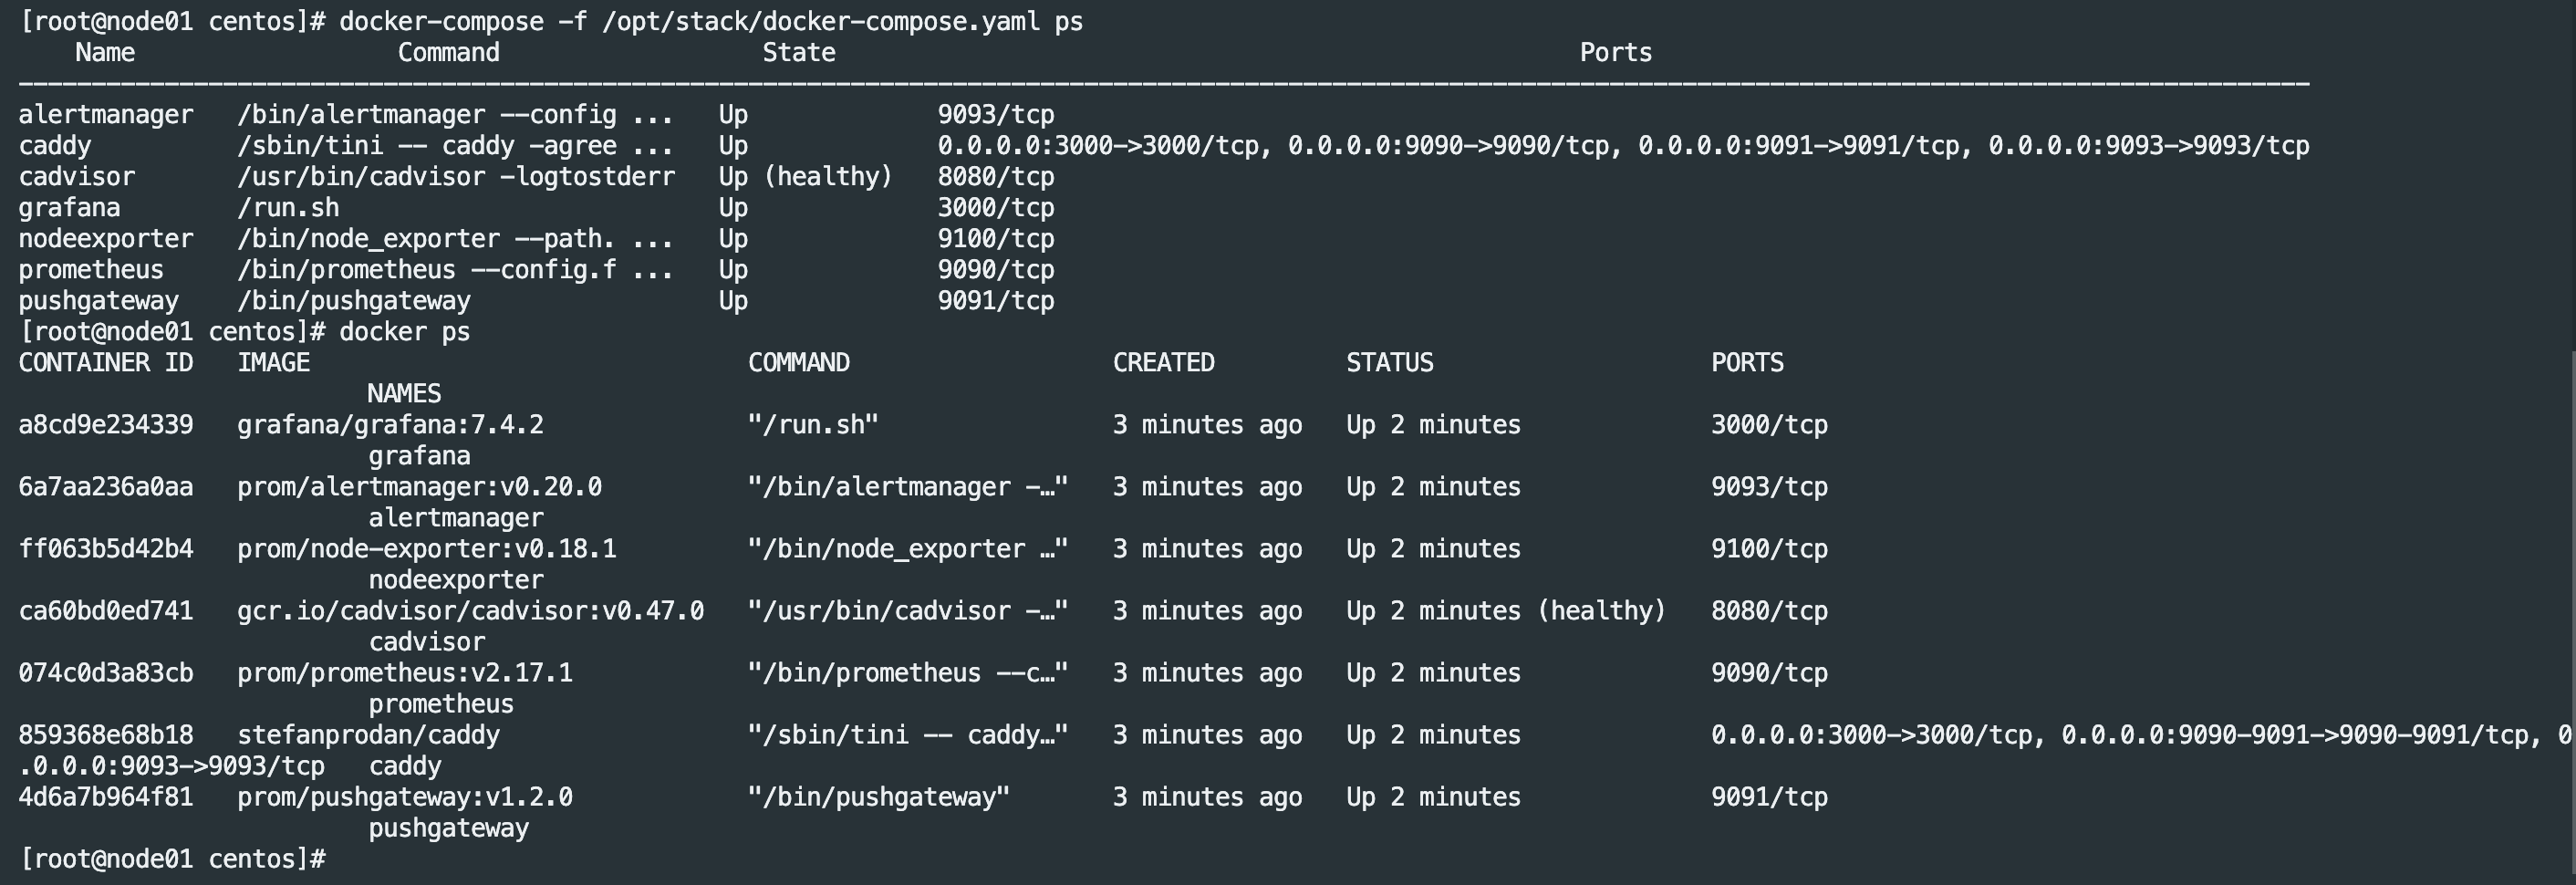 [root@node01 centos]# docker-compose -f /opt/stack/docker-compose.yaml ps
    Name                  Command                  State                                                   Ports
-------------------------------------------------------------------------------------------------------------------------------------------------------------
alertmanager   /bin/alertmanager --config ...   Up             9093/tcp
caddy          /sbin/tini -- caddy -agree ...   Up             0.0.0.0:3000->3000/tcp, 0.0.0.0:9090->9090/tcp, 0.0.0.0:9091->9091/tcp, 0.0.0.0:9093->9093/tcp
cadvisor       /usr/bin/cadvisor -logtostderr   Up (healthy)   8080/tcp
grafana        /run.sh                          Up             3000/tcp
nodeexporter   /bin/node_exporter --path. ...   Up             9100/tcp
prometheus     /bin/prometheus --config.f ...   Up             9090/tcp
pushgateway    /bin/pushgateway                 Up             9091/tcp
[root@node01 centos]# docker ps
CONTAINER ID   IMAGE                              COMMAND                  CREATED         STATUS                   PORTS
                        NAMES
a8cd9e234339   grafana/grafana:7.4.2              "/run.sh"                3 minutes ago   Up 2 minutes             3000/tcp
                        grafana
6a7aa236a0aa   prom/alertmanager:v0.20.0          "/bin/alertmanager -…"   3 minutes ago   Up 2 minutes             9093/tcp
                        alertmanager
ff063b5d42b4   prom/node-exporter:v0.18.1         "/bin/node_exporter …"   3 minutes ago   Up 2 minutes             9100/tcp
                        nodeexporter
ca60bd0ed741   gcr.io/cadvisor/cadvisor:v0.47.0   "/usr/bin/cadvisor -…"   3 minutes ago   Up 2 minutes (healthy)   8080/tcp
                        cadvisor
074c0d3a83cb   prom/prometheus:v2.17.1            "/bin/prometheus --c…"   3 minutes ago   Up 2 minutes             9090/tcp
                        prometheus
859368e68b18   stefanprodan/caddy                 "/sbin/tini -- caddy…"   3 minutes ago   Up 2 minutes             0.0.0.0:3000->3000/tcp, 0.0.0.0:9090-9091->9090-9091/tcp, 0
.0.0.0:9093->9093/tcp   caddy
4d6a7b964f81   prom/pushgateway:v1.2.0            "/bin/pushgateway"       3 minutes ago   Up 2 minutes             9091/tcp
                        pushgateway
[root@node01 centos]#